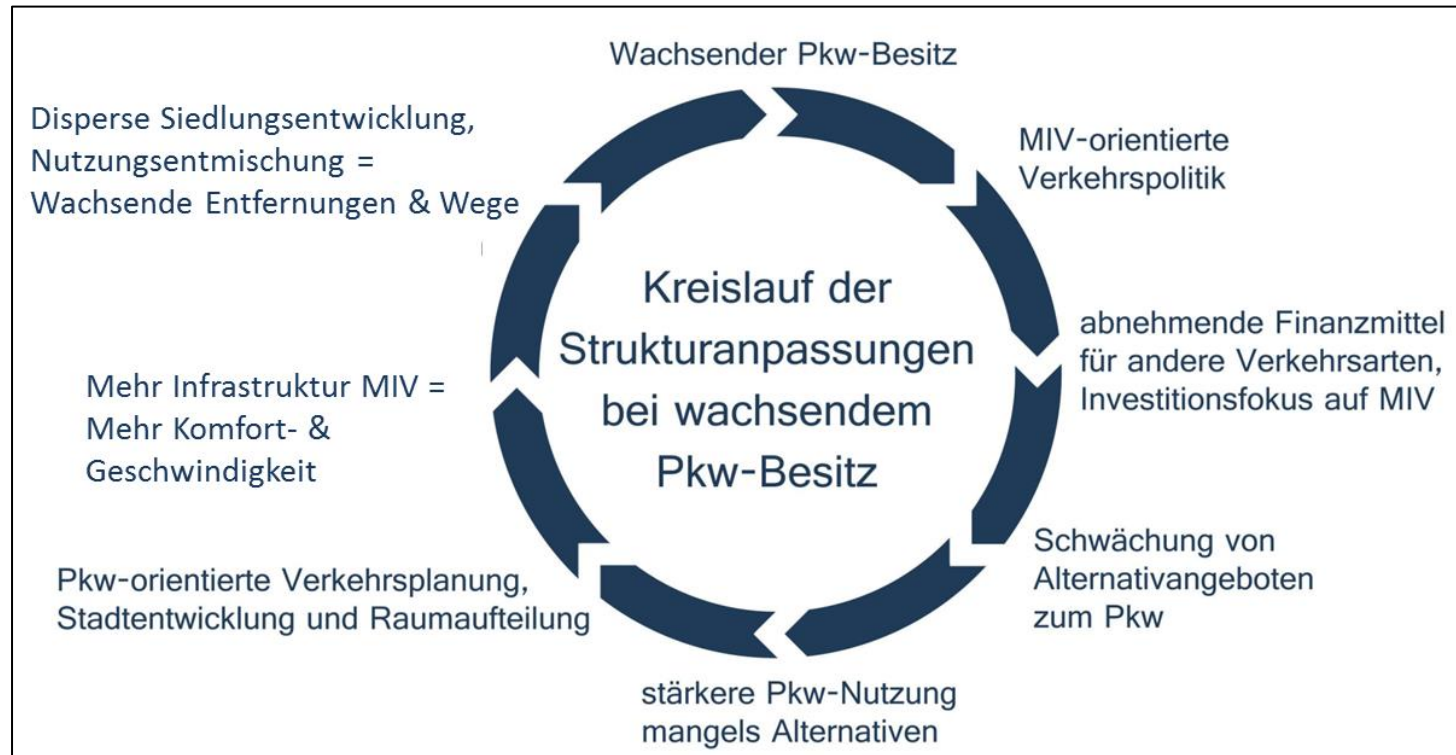 Wachsender Pkw-Besitz
MIV-orientierte
Verkehrspolitik
abnehmende Finanzmittel
für andere Verkehrsarten,
Investitionsfokus auf MIV
Schwächung von
Alternativangeboten
zum Pkw
stärkere Pkw-Nutzung
mangels Alternativen
Pkw-orientierte Verkehrsplanung,
Stadtentwicklung und Raumaufteilung
Mehr Infrastruktur MIV =
Mehr Komfort- &
Geschwindigkeit
Disperse Siedlungsentwicklung,
Nutzungsentmischung =
Wachsende Entfernungen & Wege
Kreislauf der
Strukturanpassungen
bei wachsendem
Pkw-Besitz